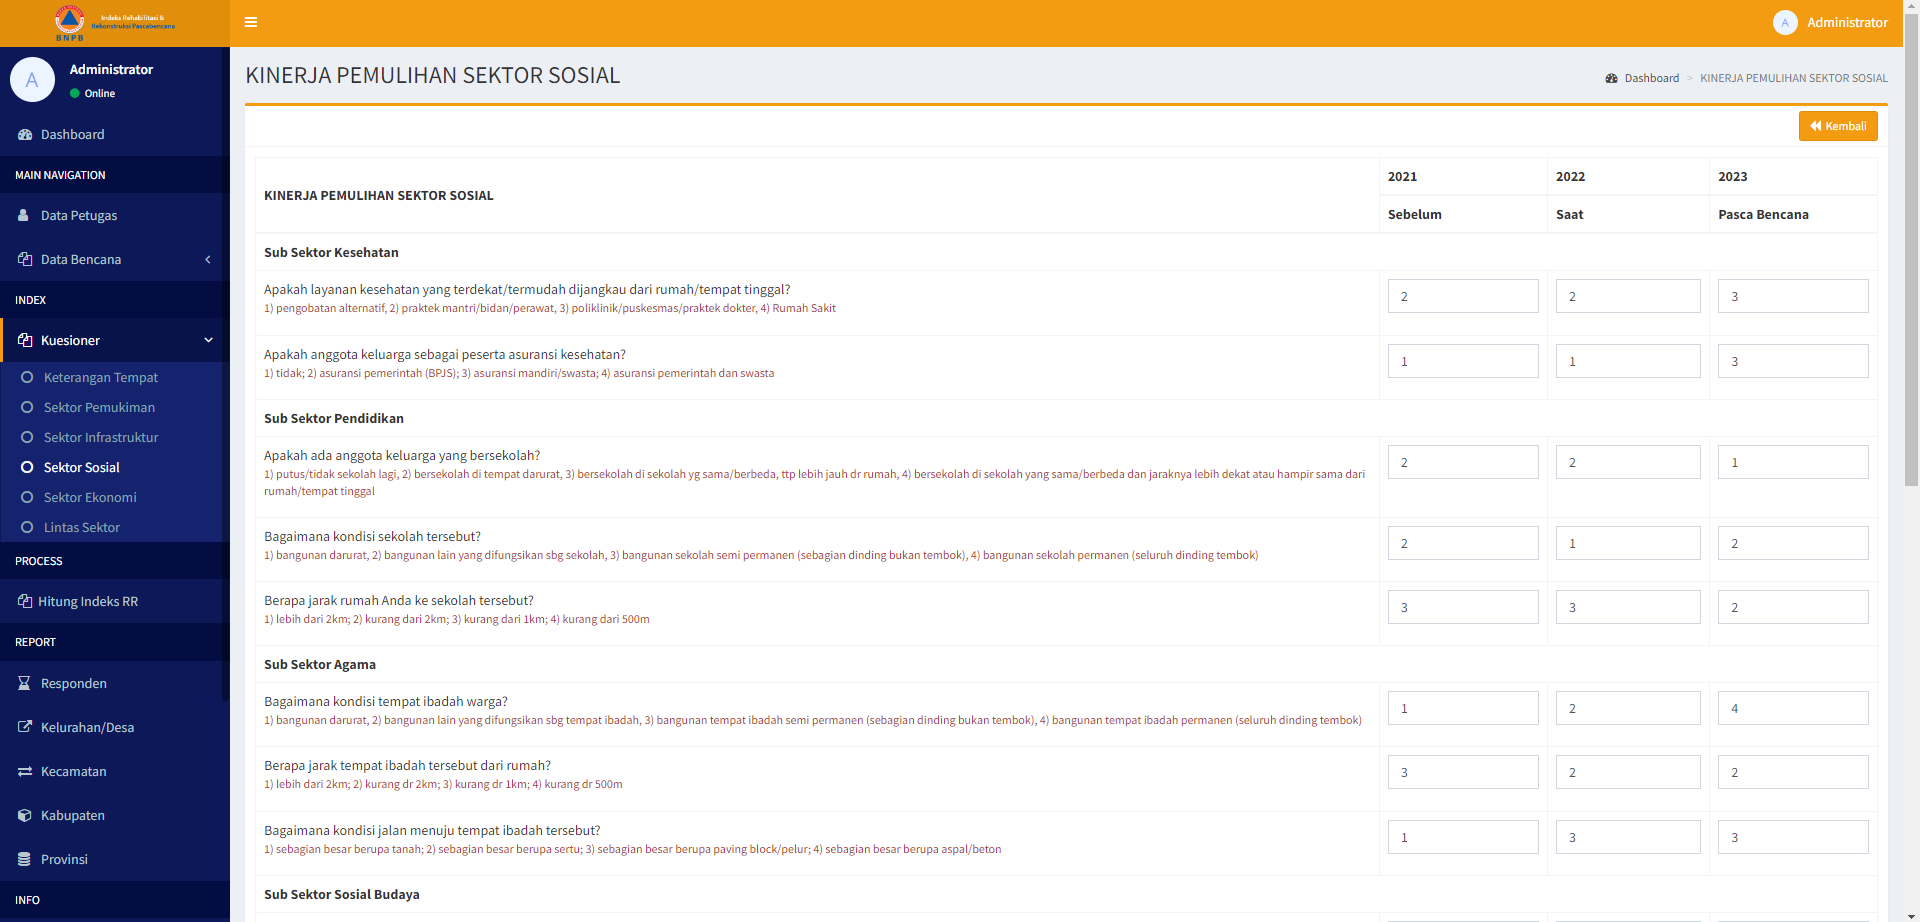 Indeks Rehabilitasi &
Rekonstruksi Pascabencana
BNPB
A Administrator
A
Administrator
Online
Dashboard
MAIN NAVIGATION
Data Petugas
Data Bencana
INDEX
Kuesioner
Keterangan Tempat
Sektor Pemukiman
Sektor Infrastruktur
Sektor Sosial
Sektor Ekonomi
Lintas Sektor
PROCESS
Hitung Indeks RR
REPORT
Responden
Kelurahan/Desa
Kecamatan
Kabupaten
Provinsi
INFO
KINERJA PEMULIHAN SEKTOR SOSIAL
Dashboard > KINERJA PEMULIHAN SEKTOR SOSIAL
Kembali
KINERJA PEMULIHAN SEKTOR SOSIAL
2021 2022 2023
Sebelum Saat Pasca Bencana
Sub Sektor Kesehatan
Apakah layanan kesehatan yang terdekat/termudah dijangkau dari rumah/tempat tinggal?
1) pengobatan alternatif, 2) praktek mantri/bidan/perawat, 3) poliklinik/puskesmas/praktek dokter, 4) Rumah Sakit
2 2 3
Apakah anggota keluarga sebagai peserta asuransi kesehatan?
1) tidak; 2) asuransi pemerintah (BPJS); 3) asuransi mandiri/swasta; 4) asuransi pemerintah dan swasta
1 1 3
Sub Sektor Pendidikan
Apakah ada anggota keluarga yang bersekolah?
1) putus/tidak sekolah lagi, 2) bersekolah di tempat darurat, 3) bersekolah di sekolah yg sama/berbeda, ttp lebih jauh dr rumah, 4) bersekolah di sekolah yang sama/berbeda dan jaraknya lebih dekat atau hampir sama dari
rumah/tempat tinggal
2 2 1
Bagaimana kondisi sekolah tersebut?
1) bangunan darurat, 2) bangunan lain yang difungsikan sbg sekolah, 3) bangunan sekolah semi permanen (sebagian dinding bukan tembok), 4) bangunan sekolah permanen (seluruh dinding tembok)
2 1 2
Berapa jarak rumah Anda ke sekolah tersebut?
1) lebih dari 2km; 2) kurang dari 2km; 3) kurang dari 1km; 4) kurang dari 500m
3 3 2
Sub Sektor Agama
Bagaimana kondisi tempat ibadah warga?
1) bangunan darurat, 2) bangunan lain yang difungsikan sbg tempat ibadah, 3) bangunan tempat ibadah semi permanen (sebagian dinding bukan tembok), 4) bangunan tempat ibadah permanen (seluruh dinding tembok)
1 2 4
Berapa jarak tempat ibadah tersebut dari rumah?
1) lebih dari 2km; 2) kurang dr 2km; 3) kurang dr 1km; 4) kurang dr 500m
3 2 2
Bagaimana kondisi jalan menuju tempat ibadah tersebut?
1) sebagian besar berupa tanah; 2) sebagian besar berupa sertu; 3) sebagian besar berupa paving block/pelur; 4) sebagian besar berupa aspal/beton
1 3 3
Sub Sektor Sosial Budaya